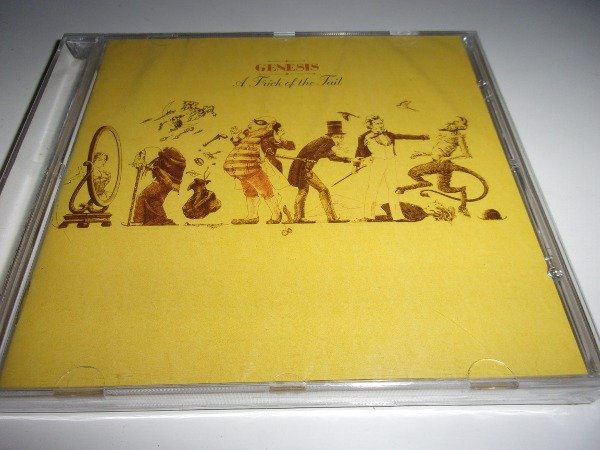 GENESIS
A Trick of the Tail